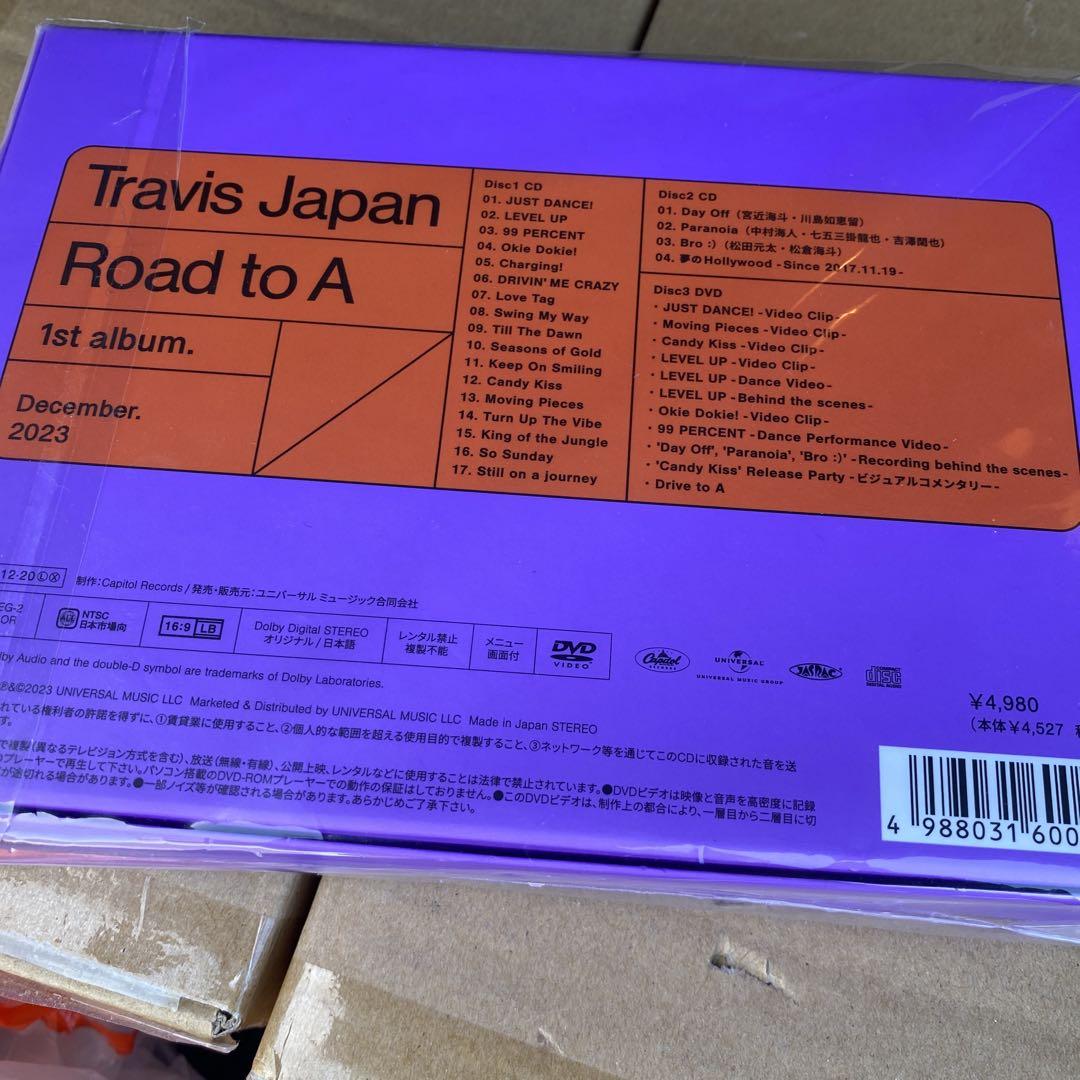 Travis Japan
Road to A
1st album.
December.
2023
Disc1 CD
01. JUST DANCE!
02. LEVEL UP
03. 99 PERCENT
04. Okie Dokie!
05. Charging!
06. DRIVIN' ME CRAZY
07. Love Tag
08. Swing My Way
09. Till The Dawn
10. Seasons of Gold
11. Keep On Smiling
12. Candy Kiss
13. Moving Pieces
14. Turn Up The Vibe
15. King of the Jungle
16. So Sunday
17. Still on a journey
Disc2 CD
01. Day Off（宮近海斗・川島如恵留）
02. Paranoia（中村海人・七五三掛龍也・吉澤閑也）
03. Bro :)（松田元太・松倉海斗）
04. 夢のHollywood -Since 2017.11.19-
Disc3 DVD
・JUST DANCE! -Video Clip-
・Moving Pieces -Video Clip-
・Candy Kiss -Video Clip-
・LEVEL UP -Video Clip-
・LEVEL UP -Dance Video-
・LEVEL UP -Behind the scenes-
・Okie Dokie! -Video Clip-
・99 PERCENT -Dance Performance Video-
・'Day Off', 'Paranoia', 'Bro :)' -Recording behind the scenes-
・'Candy Kiss' Release Party -ビジュアルコメンタリー-
・Drive to A
12·20ⓁⓍ 制作：Capitol Records / 発売・販売元：ユニバーサル ミュージック合同会社
EG-2
OR
ALL
NTSC
日本市場向
16:9 LB
Dolby Digital STEREO
オリジナル / 日本語
レンタル禁止
複製不能
メニュー
画面付
DVD
VIDEO
Capitol
RECORDS
UNIVERSAL
UNIVERSAL MUSIC GROUP
JASRAC
COMPACT
disc
DIGITAL AUDIO
lby Audio and the double-D symbol are trademarks of Dolby Laboratories.
℗&©2023 UNIVERSAL MUSIC LLC Marketed & Distributed by UNIVERSAL MUSIC LLC Made in Japan STEREO
れている権利者の許諾を得ずに、①賃貸業に使用すること、②個人的な範囲を超える使用目的で複製すること、③ネットワーク等を通じてこのCDに収録された音を送
す。
で複製（異なるテレビジョン方式を含む）、放送（無線・有線）、公開上映、レンタルなどに使用することは法律で禁止されています。●DVDビデオは映像と音声を高密度に記録
のプレーヤーで再生して下さい。パソコン搭載のDVD-ROMプレーヤーでの動作の保証はしておりません。●このDVDビデオは、制作上の都合により、一層目から二層目に切
が途切れる場合があります。●一部ノイズ等が確認される場合があります。あらかじめご了承下さい。
¥4,980
（本体¥4,527
4 988031 600